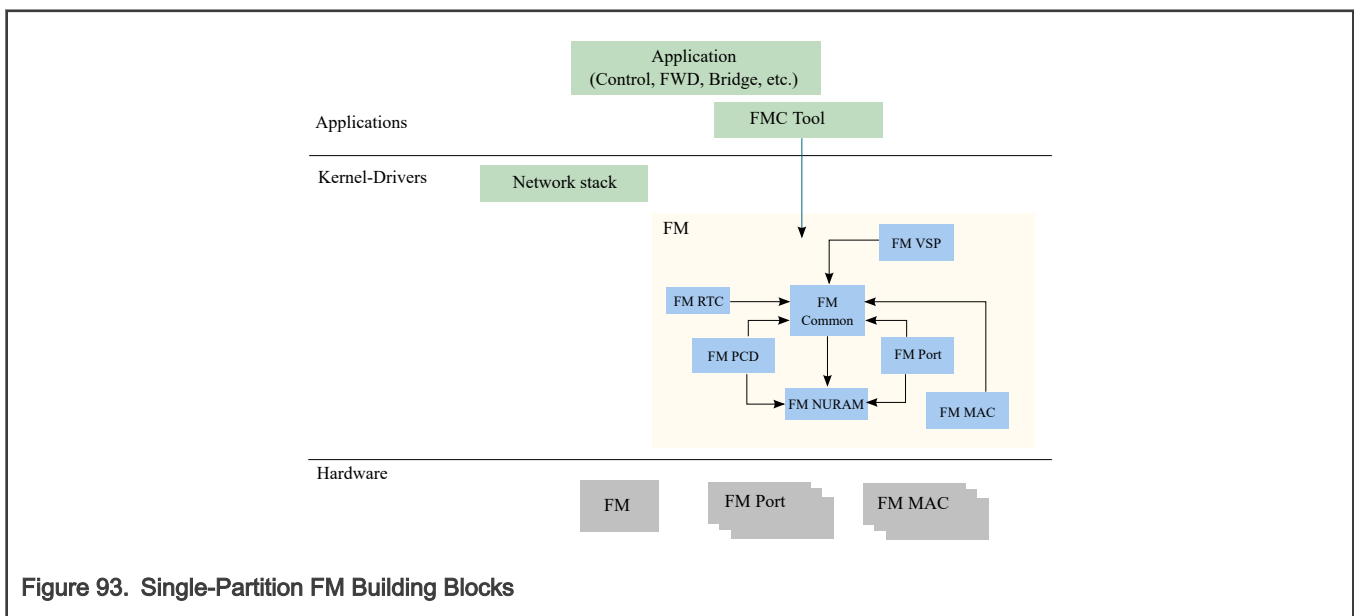 Application
(Control, FWD, Bridge, etc.)
Applications
FMC Tool
Kernel-Drivers
Network stack
FM
FM VSP
FM RTC
FM
Common
FM PCD
FM Port
FM NURAM
FM MAC
Hardware
FM
FM Port
FM MAC
Figure 93. Single-Partition FM Building Blocks